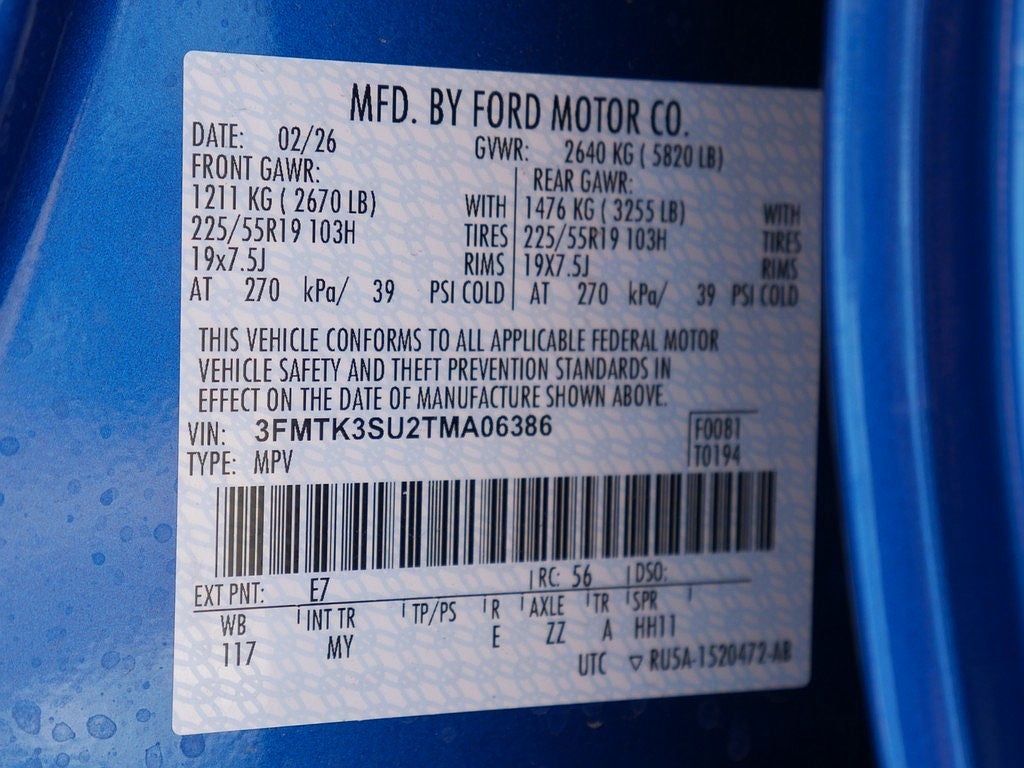 MFD. BY FORD MOTOR CO.
DATE: 02/26 GVWR: 2640 KG ( 5820 LB)
FRONT GAWR: REAR GAWR:
1211 KG ( 2670 LB) WITH 1476 KG ( 3255 LB) WITH
225/55R19 103H TIRES 225/55R19 103H TIRES
19x7.5J RIMS 19X7.5J RIMS
AT 270 kPa/ 39 PSI COLD AT 270 kPa/ 39 PSI COLD
THIS VEHICLE CONFORMS TO ALL APPLICABLE FEDERAL MOTOR
VEHICLE SAFETY AND THEFT PREVENTION STANDARDS IN
EFFECT ON THE DATE OF MANUFACTURE SHOWN ABOVE.
VIN: 3FMTK3SU2TMA06386 F0081
TYPE: MPV T0194
EXT PNT: E7 RC: 56 DSO:
WB INT TR TP/PS R AXLE TR SPR
117 MY E ZZ A HH11
UTC ▽ RU5A-1520472-AB